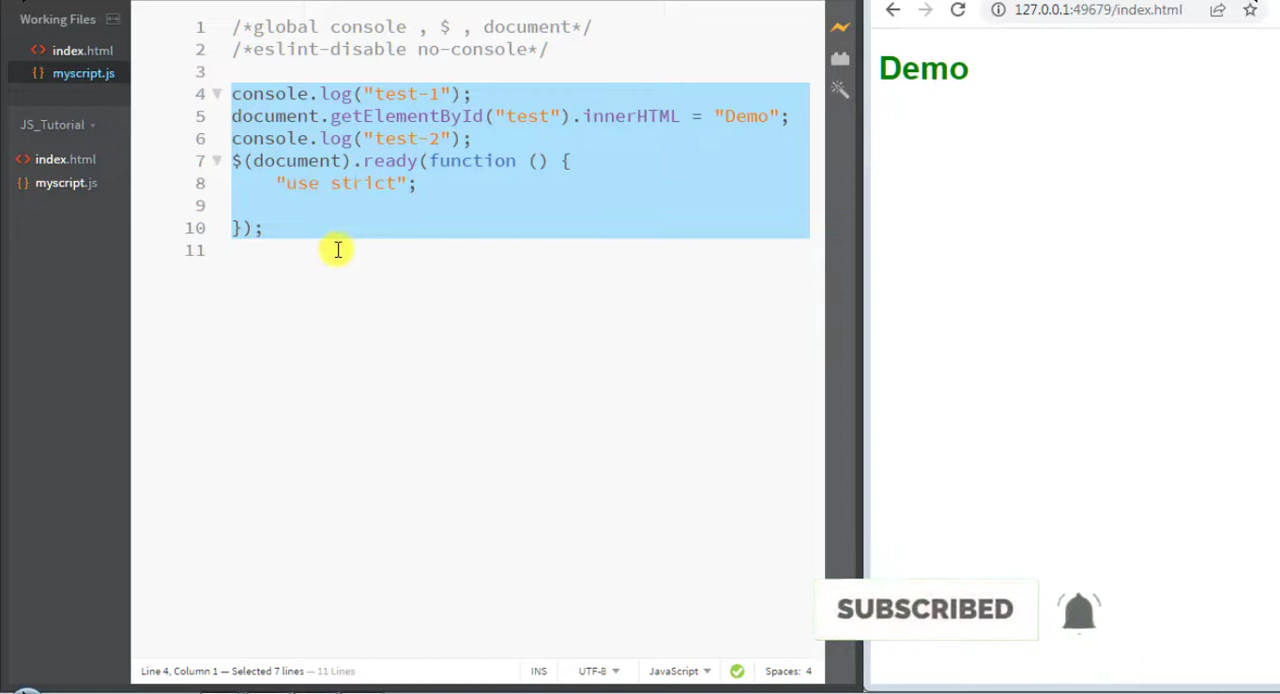 Working Files
index.html
myscript.js
JS_Tutorial
index.html
myscript.js
1 /*global console , $ , document*/
2 /*eslint-disable no-console*/
3
4 console.log("test-1");
5 document.getElementById("test").innerHTML = "Demo";
6 console.log("test-2");
7 $(document).ready(function () {
8 "use strict";
9
10 });
11
Line 4, Column 1 — Selected 7 lines — 11 Lines
INS
UTF-8
JavaScript
Spaces: 4
127.0.0.1:49679/index.html
Demo
SUBSCRIBED